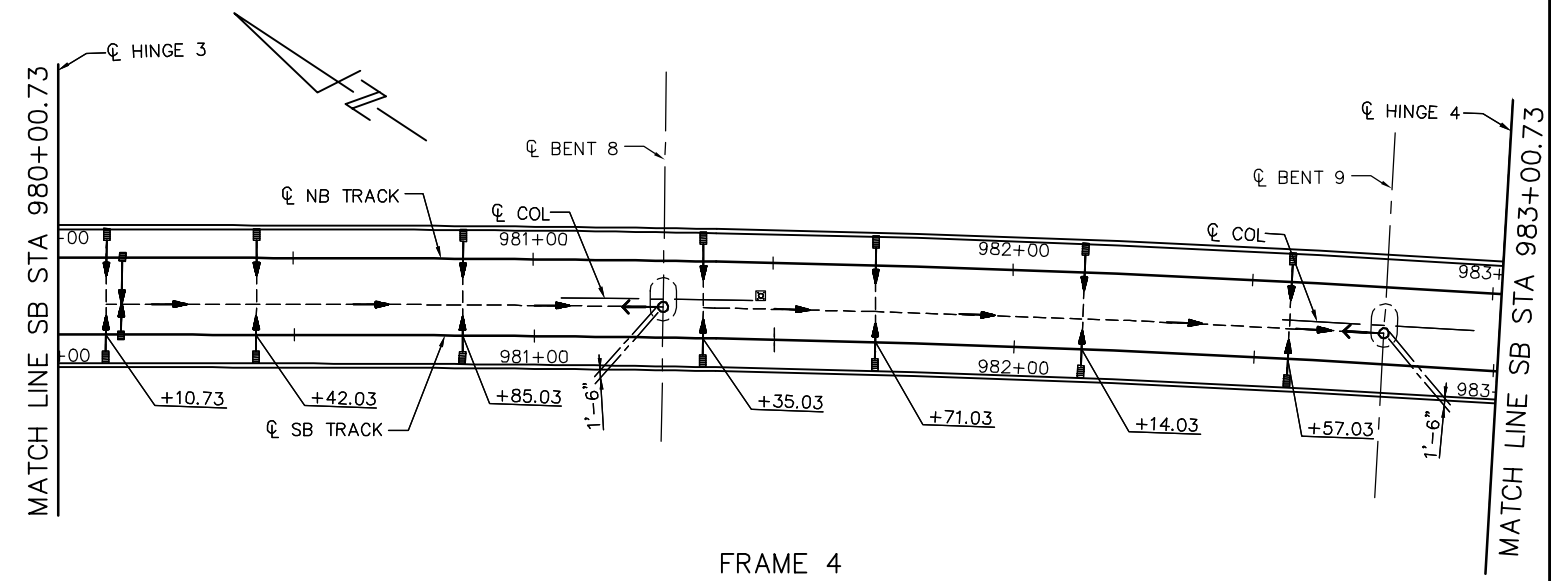 ℄ HINGE 3
MATCH LINE SB STA 980+00.73
℄ BENT 8
℄ HINGE 4
℄ BENT 9
MATCH LINE SB STA 983+00.73
℄ NB TRACK
℄ COL
℄ COL
-00
981+00
982+00
983+
-00
981+00
982+00
983-
+10.73
+42.03
+85.03
1'-6"
+35.03
+71.03
+14.03
+57.03
1'-6"
℄ SB TRACK
FRAME 4